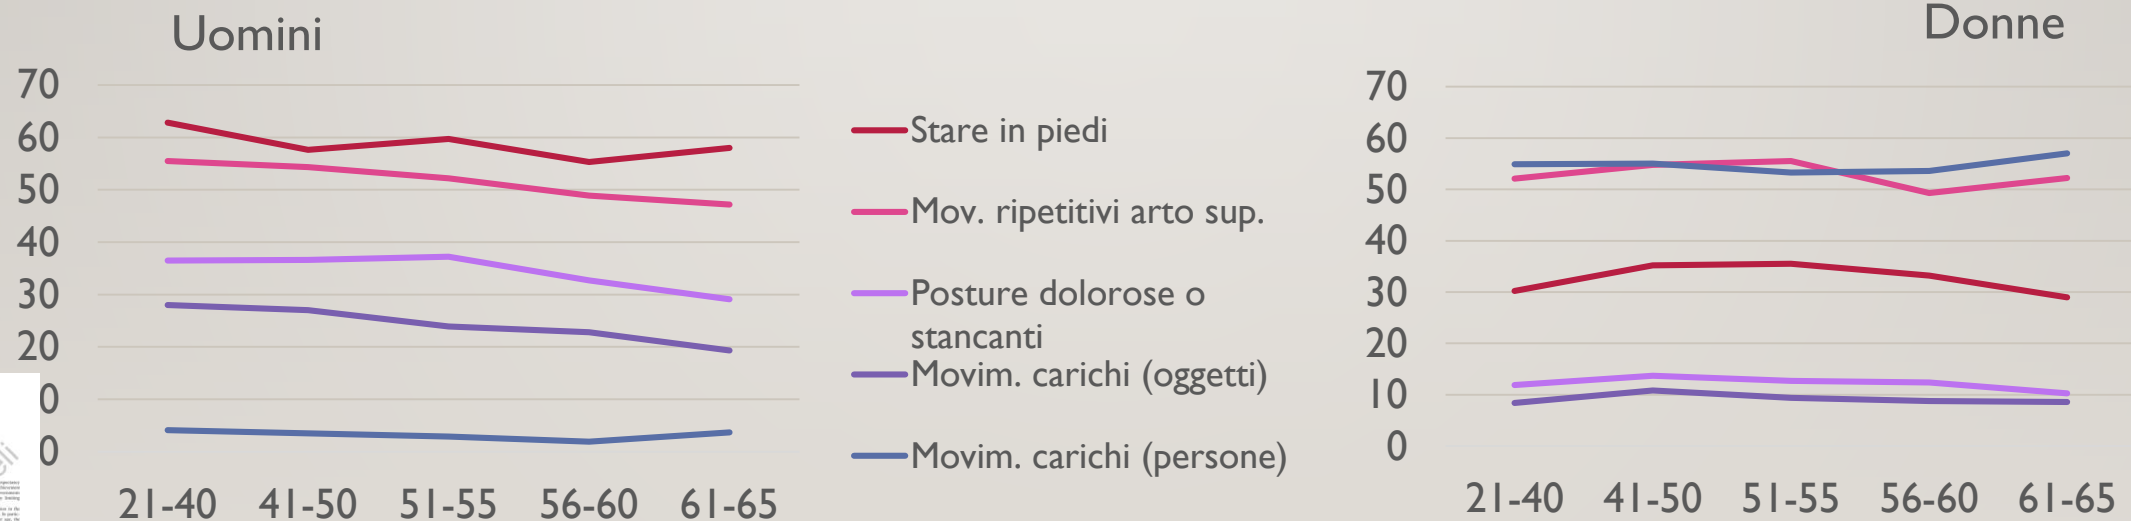 Uomini
70
60
50
40
30
20
0
0
21-40 41-50 51-55 56-60 61-65
Stare in piedi
Mov. ripetitivi arto sup.
Posture dolorose o
stancanti
Movim. carichi (oggetti)
Movim. carichi (persone)
Donne
70
60
50
40
30
20
10
0
21-40 41-50 51-55 56-60 61-65